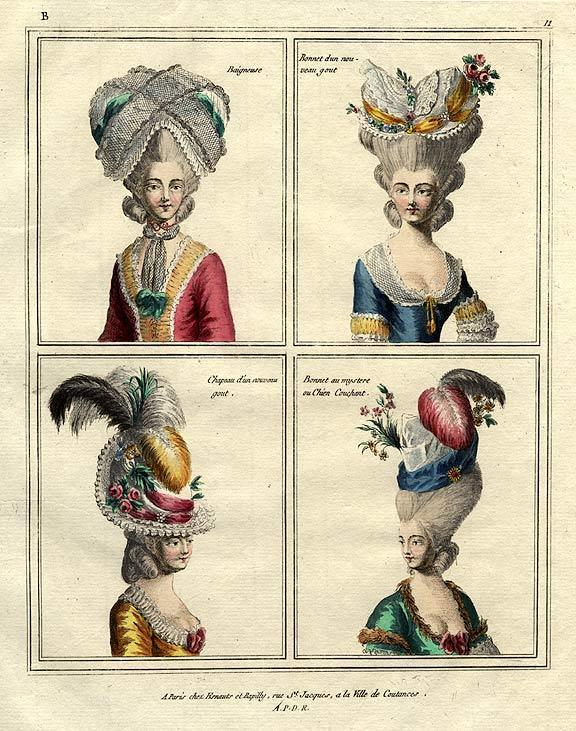 B
12
Baigneuse
Bonnet d'un nou-
veau gout
Chapeau d'un nouveau
gout.
Bonnet au mystere
ou Chien Couchant.
A Paris chez Esnauts et Rapilly, rue St. Jacques, a la Ville de Coutances.
A.P.D.R.